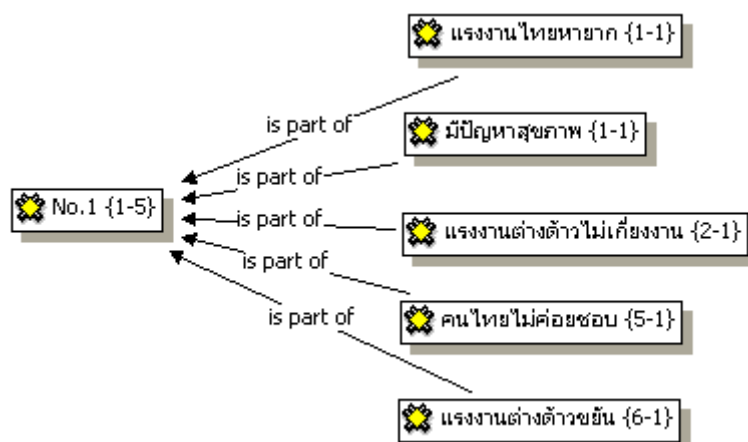 แรงงานไทยหายาก {1-1}
is part of
มีปัญหาสุขภาพ {1-1}
is part of
No.1 {1-5}
is part of
แรงงานต่างด้าวไม่เกี่ยงงาน {2-1}
is part of
คนไทยไม่ค่อยชอบ {5-1}
is part of
แรงงานต่างด้าวขยัน {6-1}